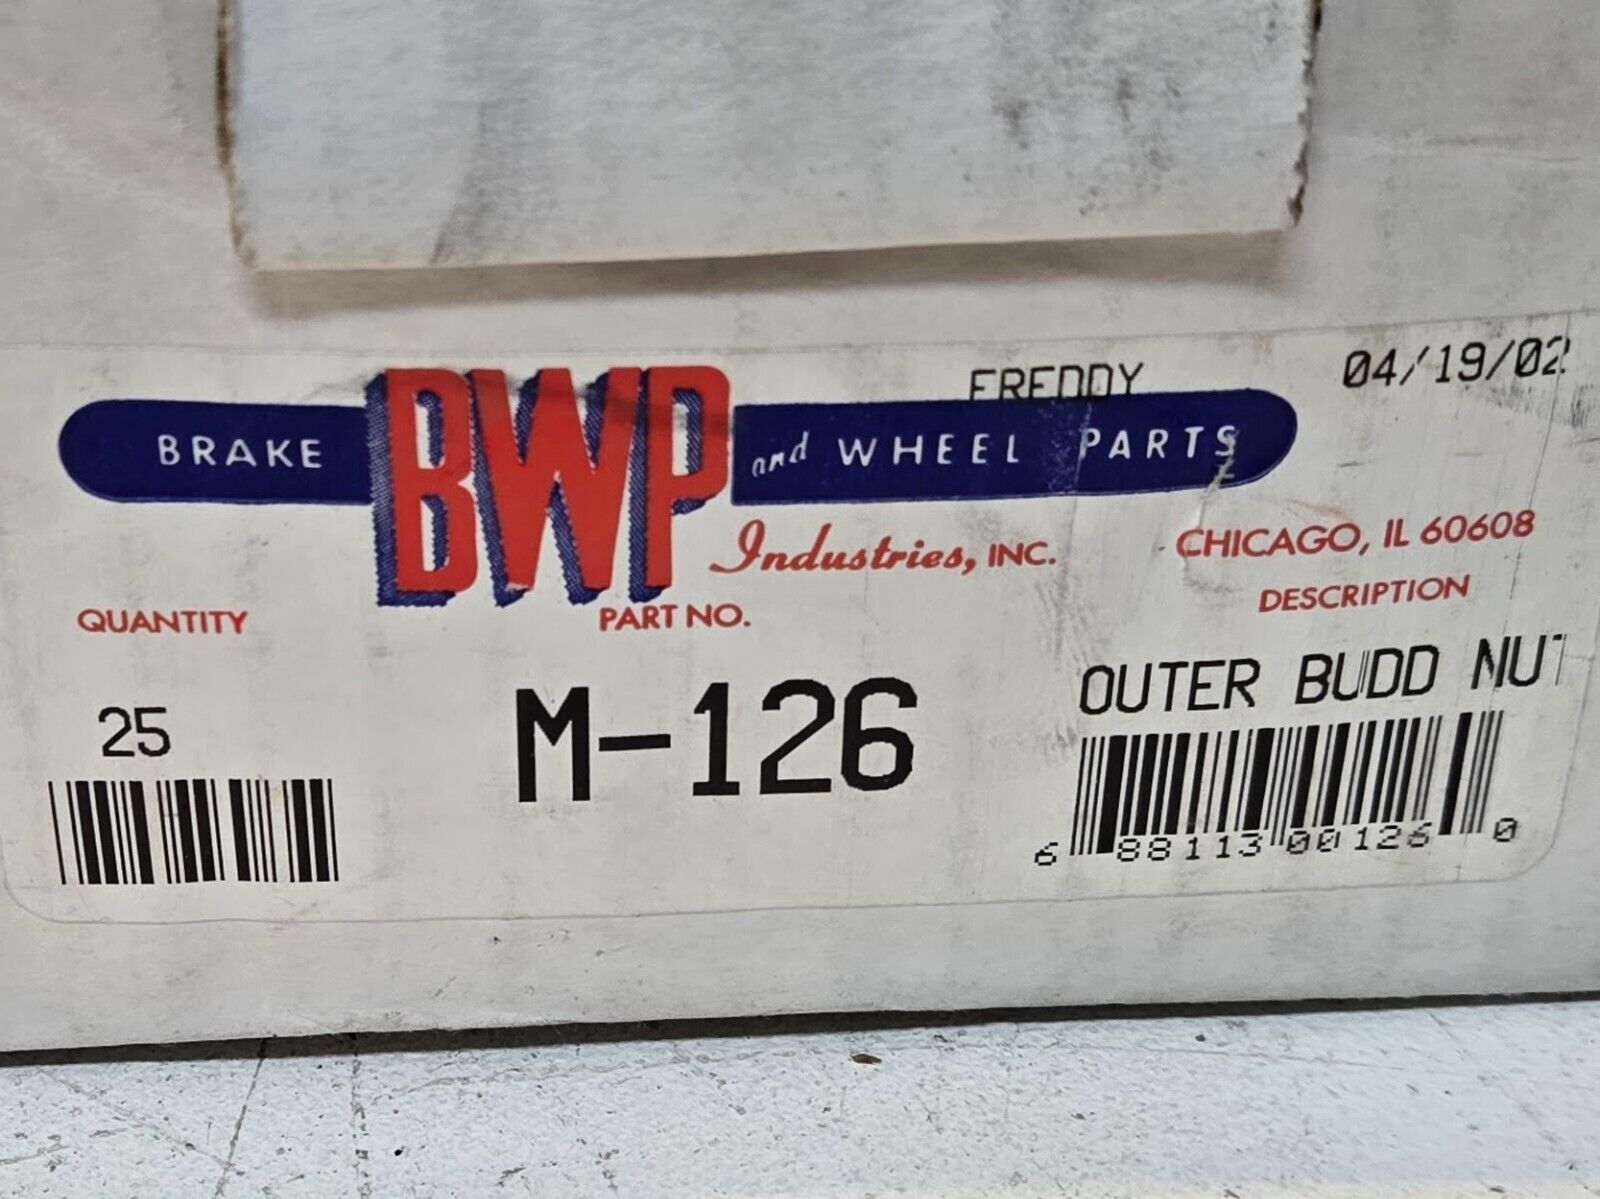 FREDDY 04/19/02
BRAKE BWP and WHEEL PARTS
Industries, INC. CHICAGO, IL 60608
QUANTITY PART NO. DESCRIPTION
25 M-126 OUTER BUDD NUT
6 88113 00126 0